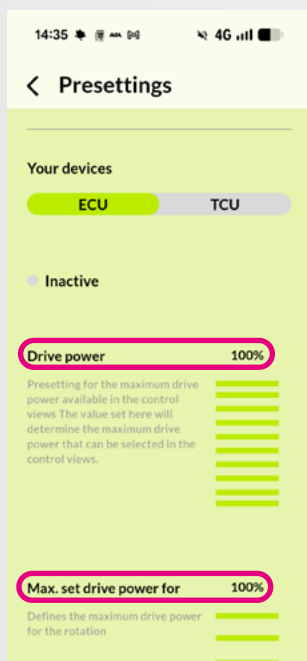 14:35 4G
Presettings
Your devices
ECU TCU
Inactive
Drive power 100%
Presetting for the maximum drive
power available in the control
views The value set here will
determine the maximum drive
power that can be selected in the
control views.
Max. set drive power for 100%
Defines the maximum drive power
for the rotation